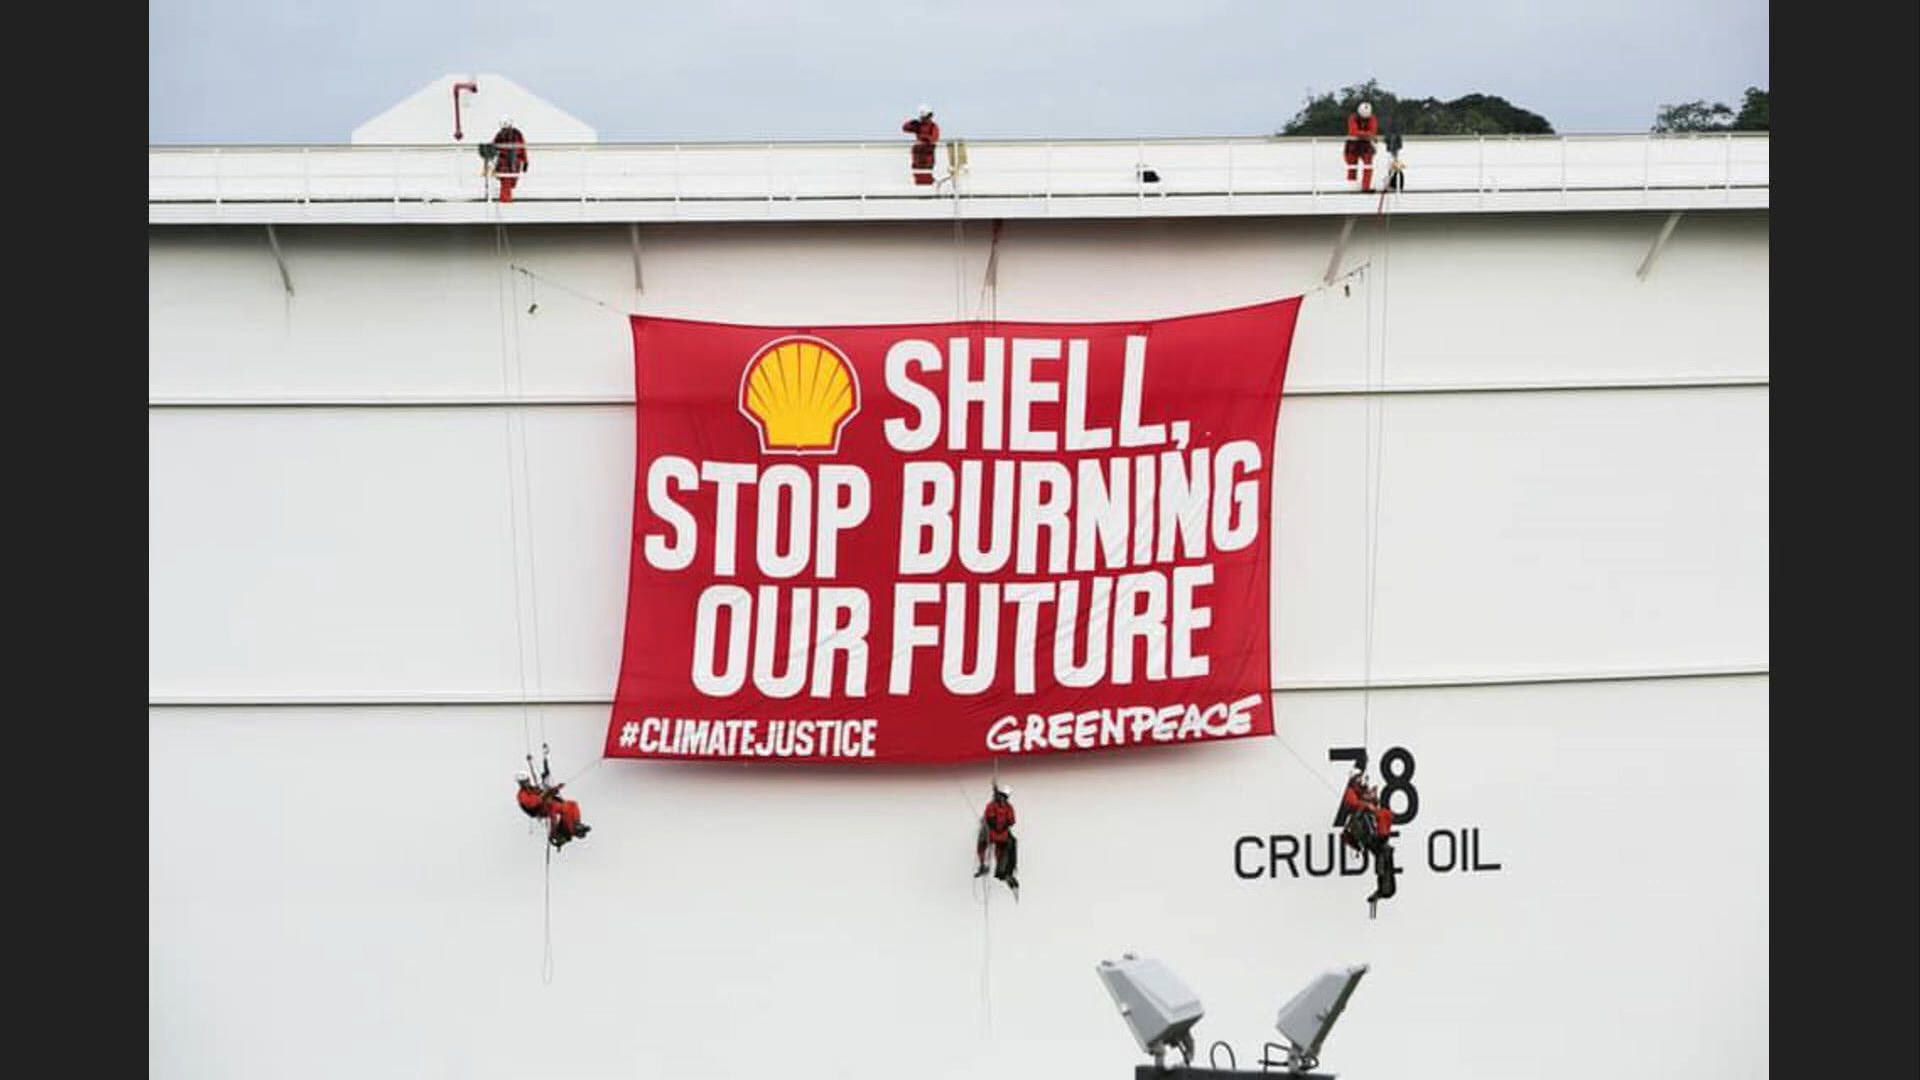 SHELL,
STOP BURNING
OUR FUTURE
#CLIMATEJUSTICE GREENPEACE
78
CRUDE OIL